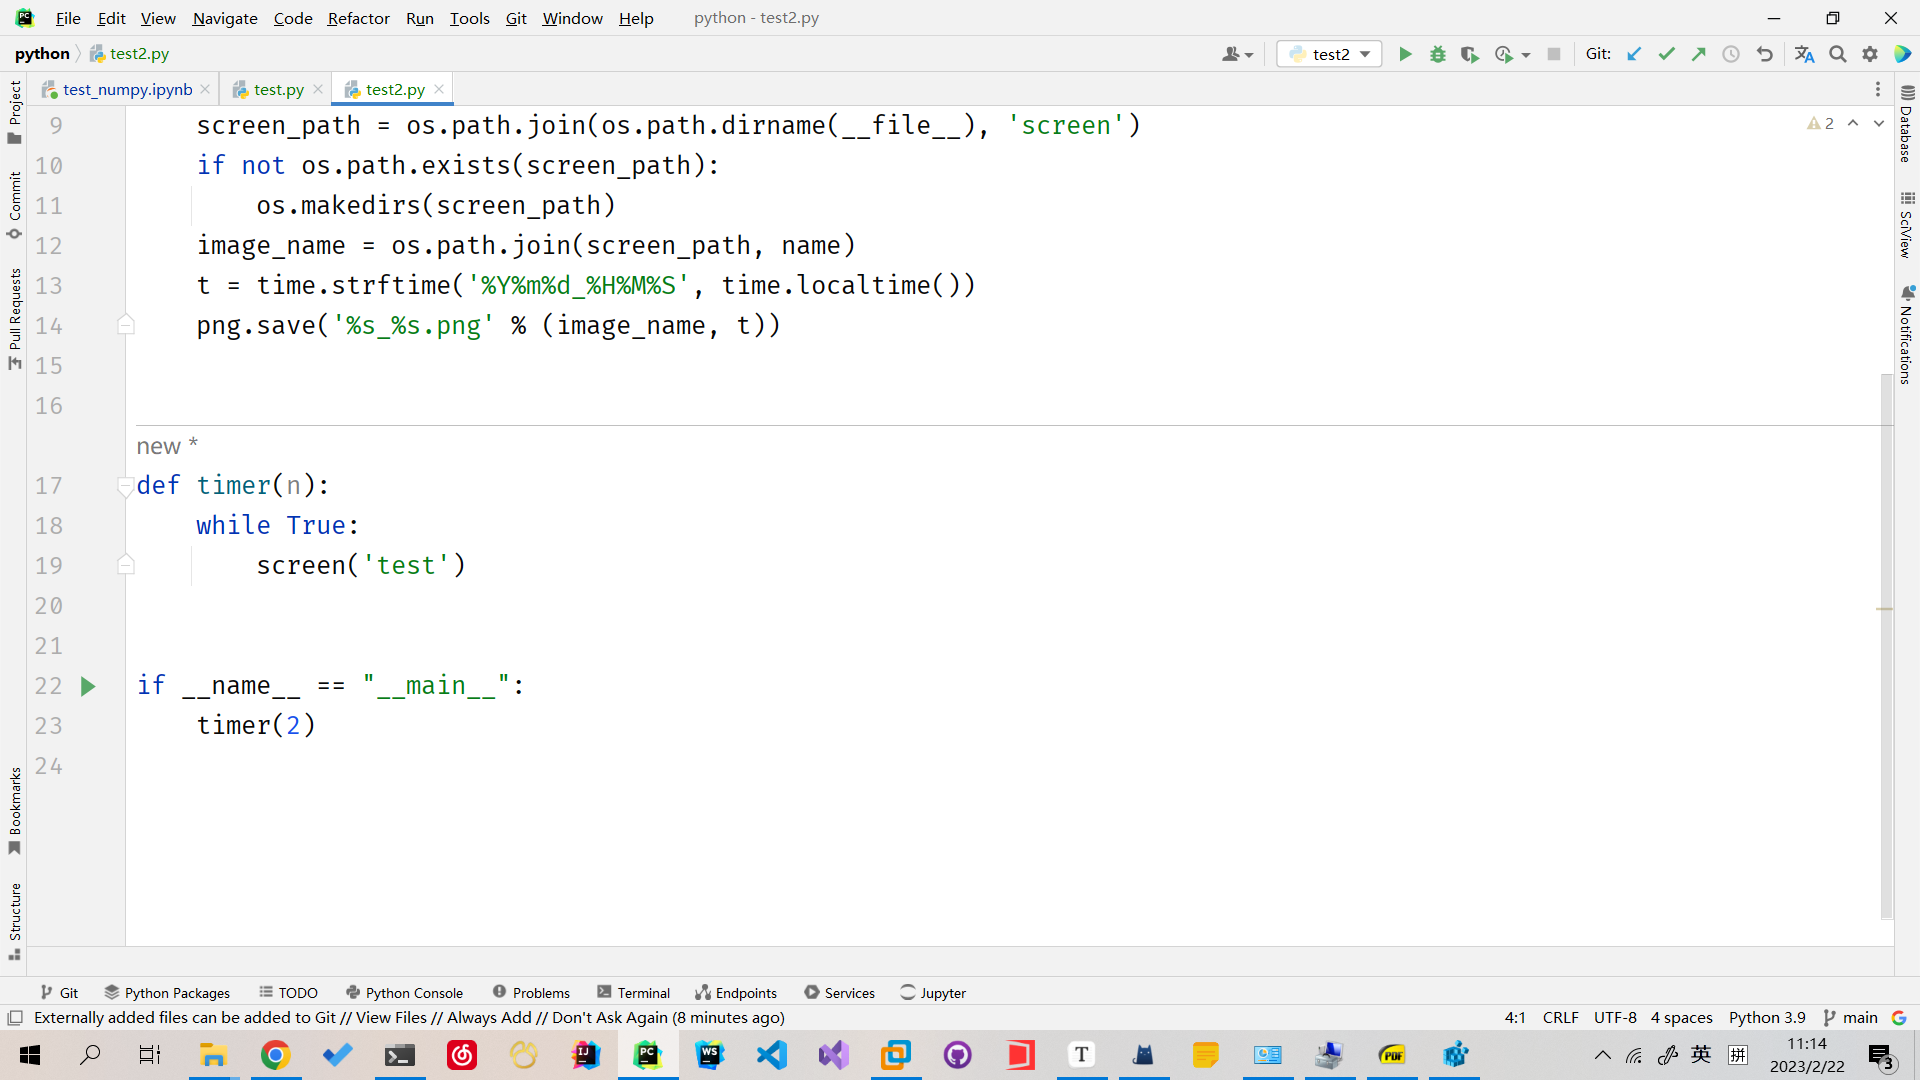 File Edit View Navigate Code Refactor Run Tools Git Window Help python - test2.py
python test2.py test2 Git:
test_numpy.ipynb test.py test2.py
Project
Commit
Pull Requests
Bookmarks
Structure
9 screen_path = os.path.join(os.path.dirname(__file__), 'screen')
10 if not os.path.exists(screen_path):
11 os.makedirs(screen_path)
12 image_name = os.path.join(screen_path, name)
13 t = time.strftime('%Y%m%d_%H%M%S', time.localtime())
14 png.save('%s_%s.png' % (image_name, t))
15
16
new *
17 def timer(n):
18 while True:
19 screen('test')
20
21
22 if __name__ == "__main__":
23 timer(2)
24
2
Database
SciView
Notifications
Git Python Packages TODO Python Console Problems Terminal Endpoints Services Jupyter
Externally added files can be added to Git // View Files // Always Add // Don't Ask Again (8 minutes ago) 4:1 CRLF UTF-8 4 spaces Python 3.9 main
英 拼 11:14
2023/2/22 3